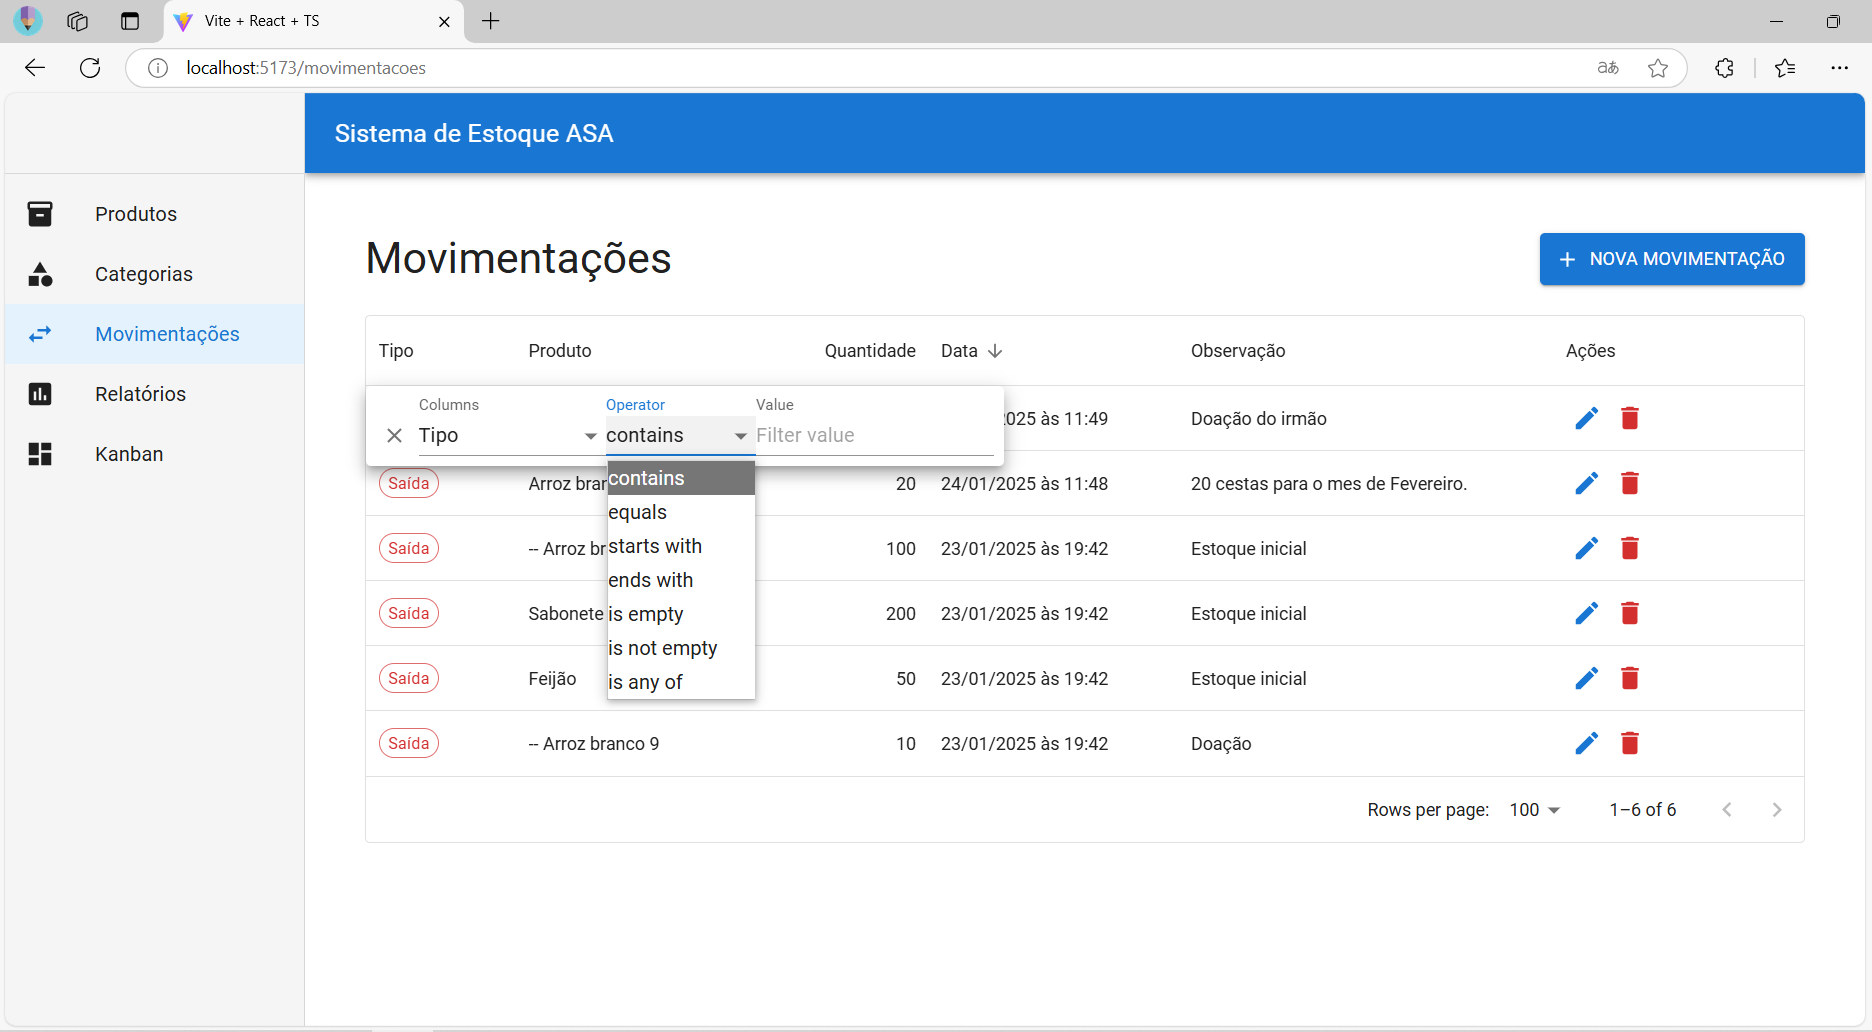 Vite + React + TS
localhost:5173/movimentacoes
Sistema de Estoque ASA
Produtos
Categorias
Movimentações
Relatórios
Kanban
Movimentações
NOVA MOVIMENTAÇÃO
Tipo Produto Quantidade Data Observação Ações
Columns Operator Value
Tipo contains Filter value
2025 às 11:49 Doação do irmão
contains
equals
starts with
ends with
is empty
is not empty
is any of
Saída Arroz bran 20 24/01/2025 às 11:48 20 cestas para o mes de Fevereiro.
Saída -- Arroz br 100 23/01/2025 às 19:42 Estoque inicial
Saída Sabonete 200 23/01/2025 às 19:42 Estoque inicial
Saída Feijão 50 23/01/2025 às 19:42 Estoque inicial
Saída -- Arroz branco 9 10 23/01/2025 às 19:42 Doação
Rows per page: 100 1–6 of 6